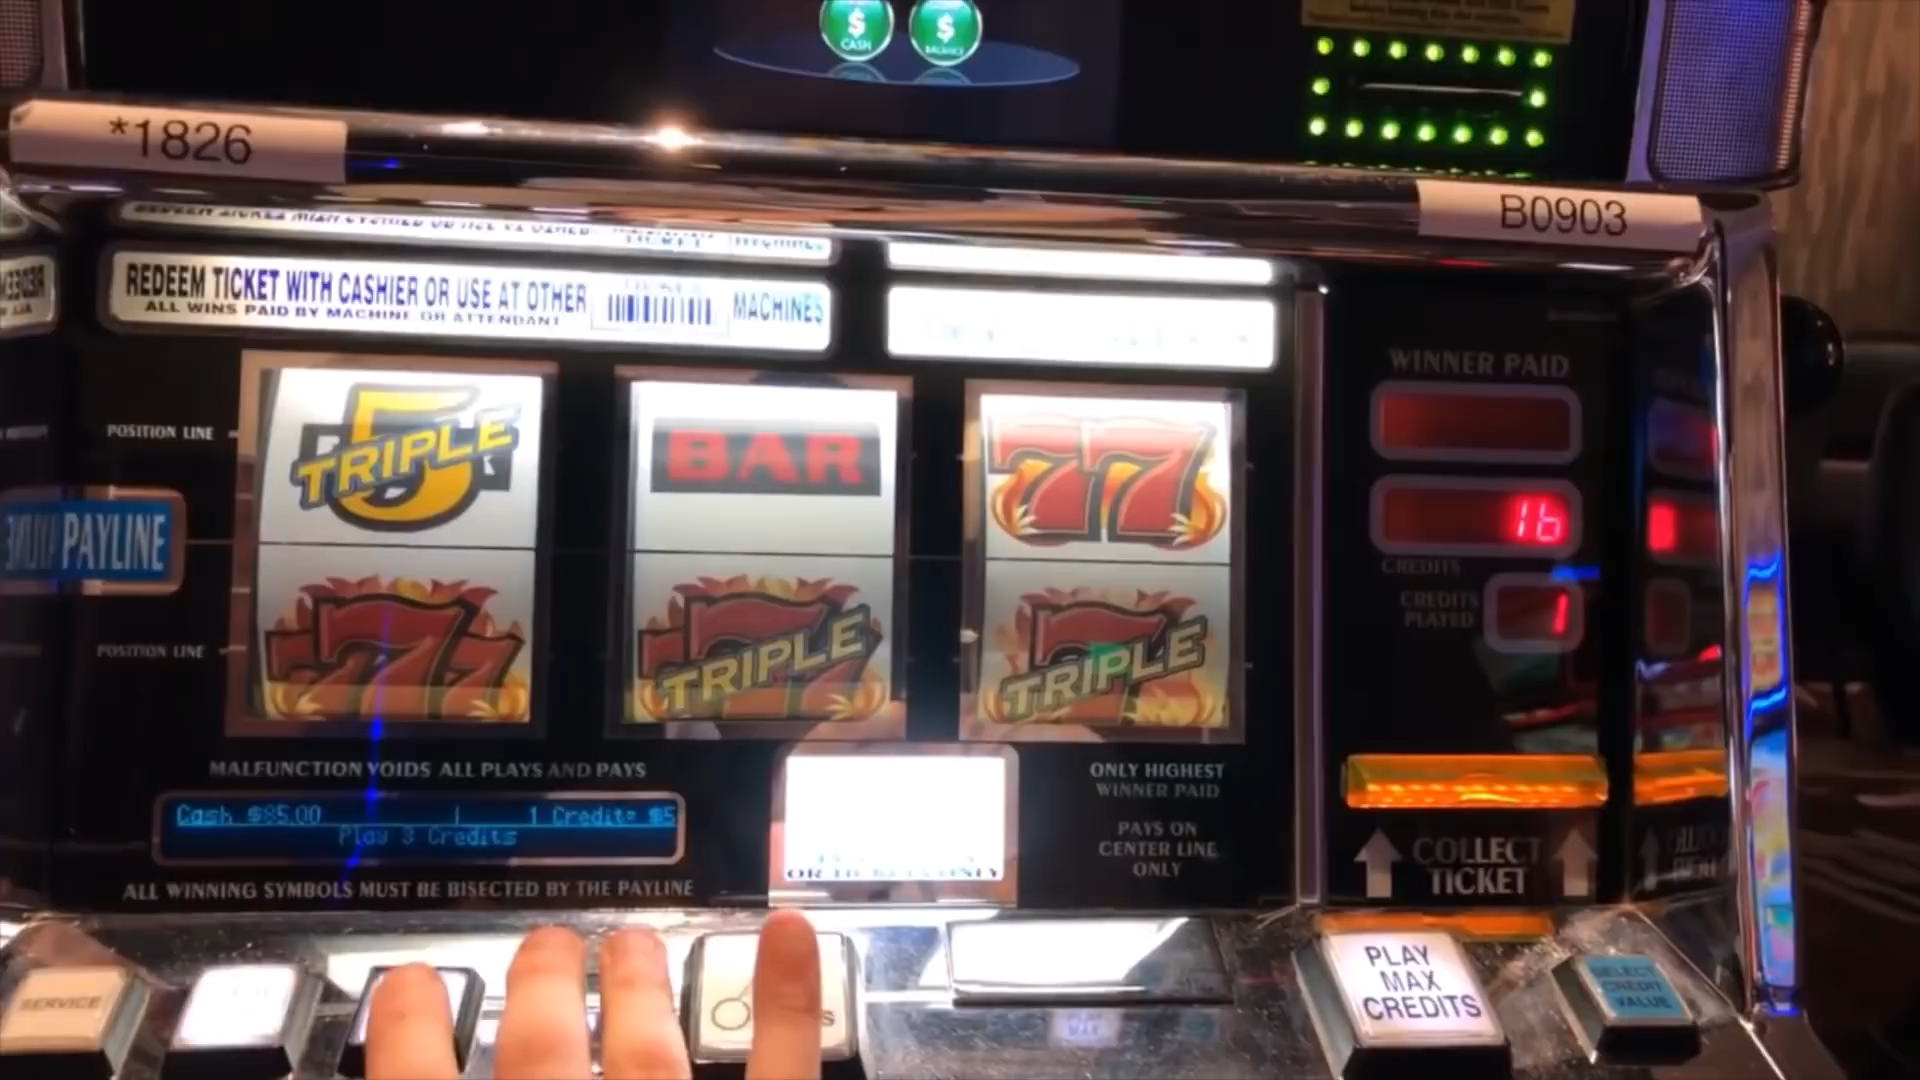 $
CASH
$
BALANCE
*1826
B0903
REDEEM TICKET WITH CASHIER OR USE AT OTHER MACHINES
ALL WINS PAID BY MACHINE OR ATTENDANT
WINNER PAID
POSITION LINE
5
TRIPLE
BAR
77
16
CREDITS
PAYLINE
CREDITS
PLAYED
1
POSITION LINE
777
TRIPLE
TRIPLE
MALFUNCTION VOIDS ALL PLAYS AND PAYS
ONLY HIGHEST
WINNER PAID
Cash $85.00 | 1 Credit= $5
Play 3 Credits
PAYS ON
CENTER LINE
ONLY
COLLECT
TICKET
ALL WINNING SYMBOLS MUST BE BISECTED BY THE PAYLINE
SERVICE
PLAY
MAX
CREDITS
SELECT
CREDIT
VALUE